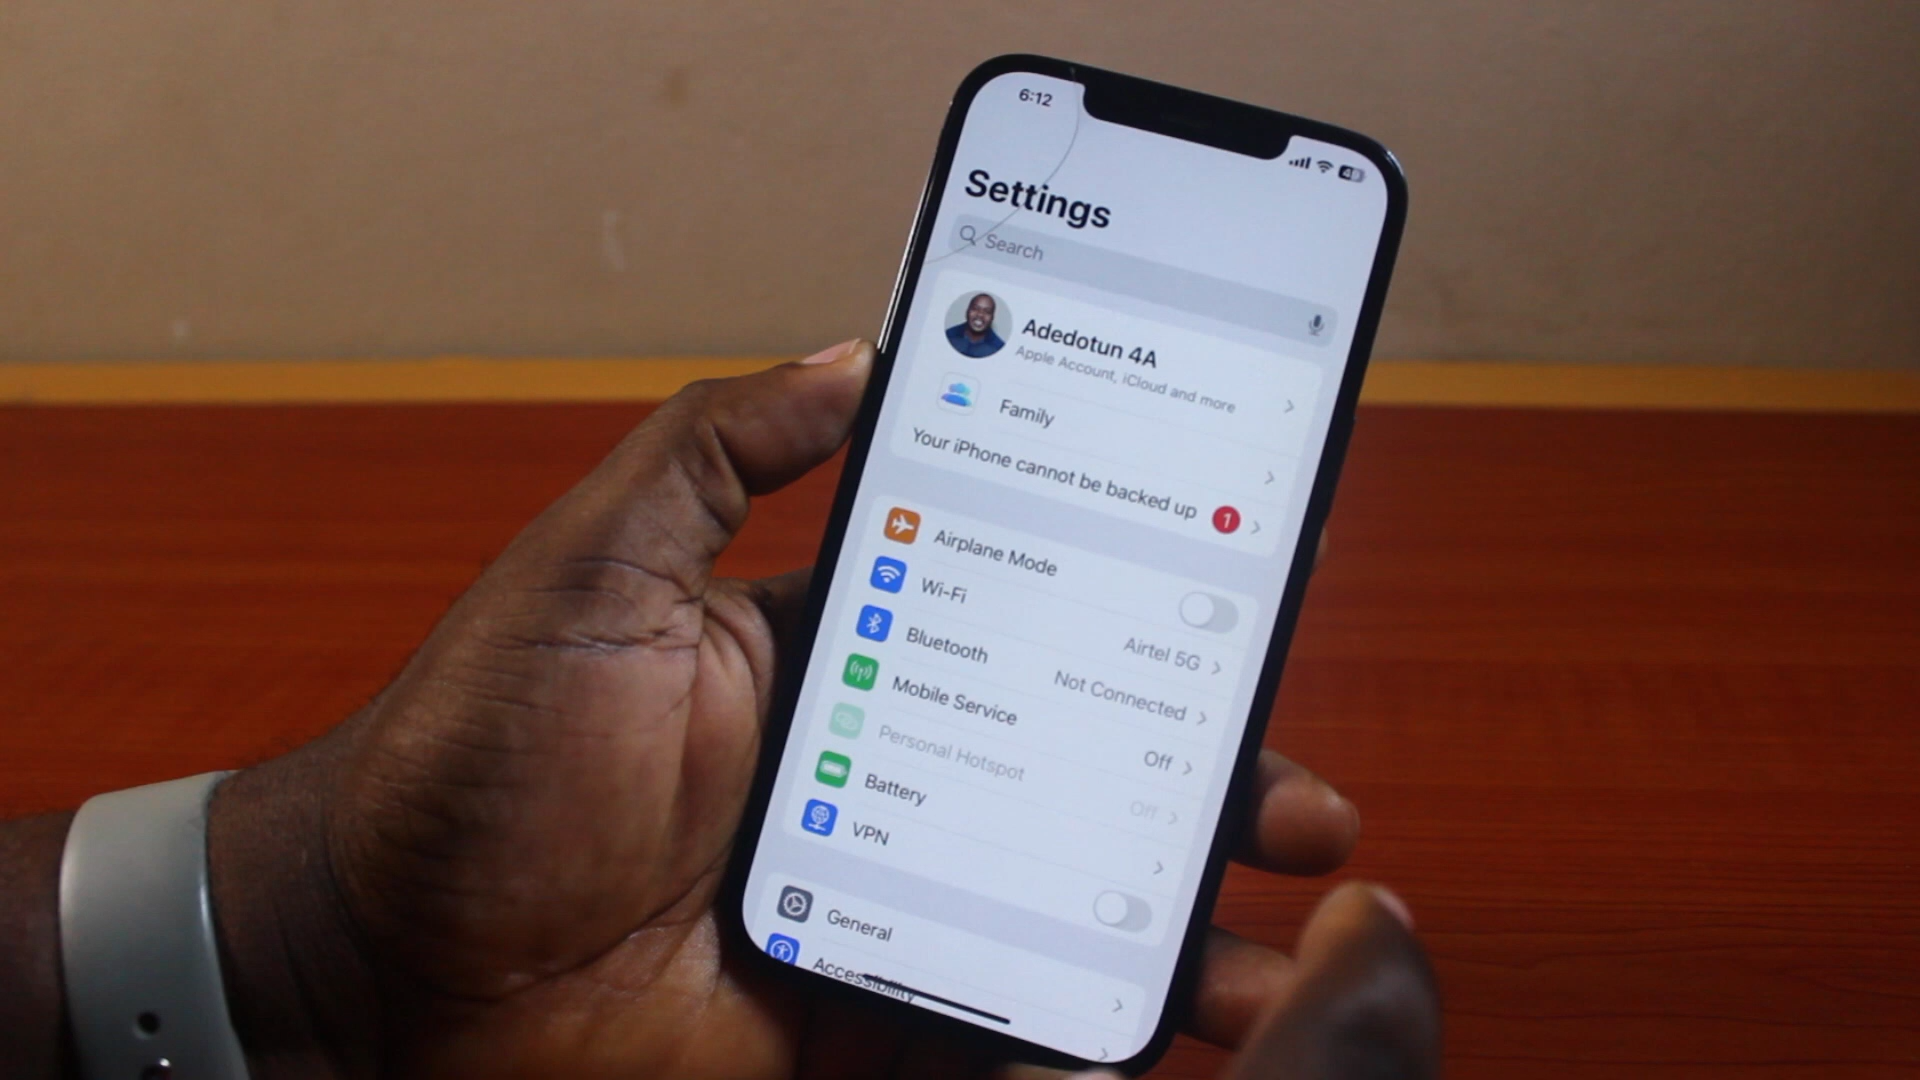 6:12
Settings
Search
Adedotun 4A
Apple Account, iCloud and more
Family
Your iPhone cannot be backed up 1
Airplane Mode
Wi-Fi Airtel 5G
Bluetooth Not Connected
Mobile Service Off
Personal Hotspot Off
Battery
VPN
General
Accessibility